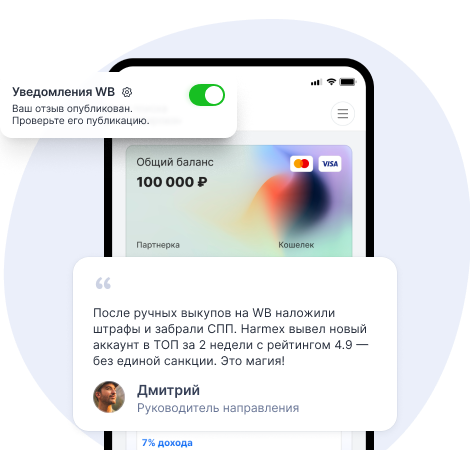 Уведомления WB
Ваш отзыв опубликован.
Проверьте его публикацию.
Общий баланс
VISA
100 000 ₽
Партнерка
Кошелек
“
После ручных выкупов на WB наложили
штрафы и забрали СПП. Harmex вывел новый
аккаунт в ТОП за 2 недели с рейтингом 4.9 —
без единой санкции. Это магия!
Дмитрий
Руководитель направления
7% дохода